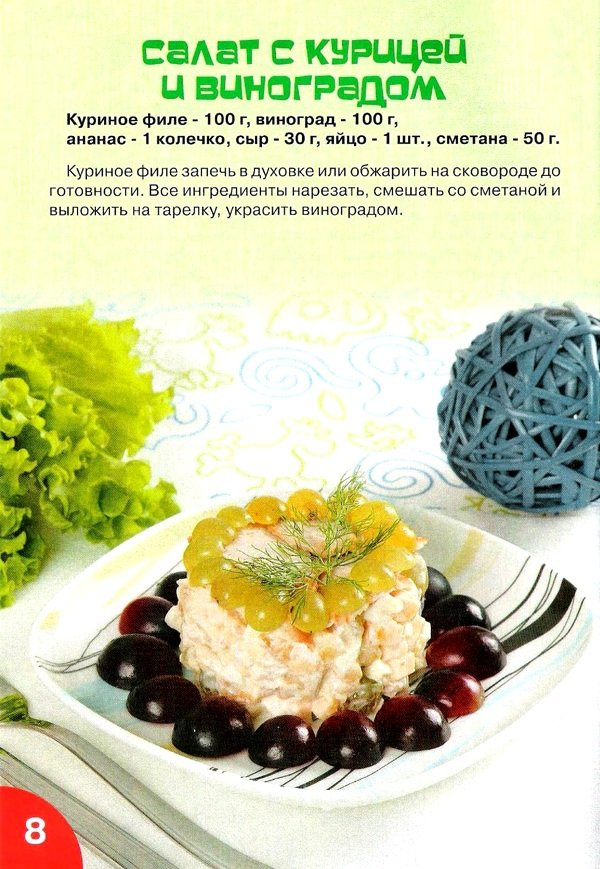 САЛАТ С КУРИЦЕЙ
И ВИНОГРАДОМ
Куриное филе - 100 г, виноград - 100 г,
ананас - 1 колечко, сыр - 30 г, яйцо - 1 шт., сметана - 50 г.
Куриное филе запечь в духовке или обжарить на сковороде до
готовности. Все ингредиенты нарезать, смешать со сметаной и
выложить на тарелку, украсить виноградом.
8